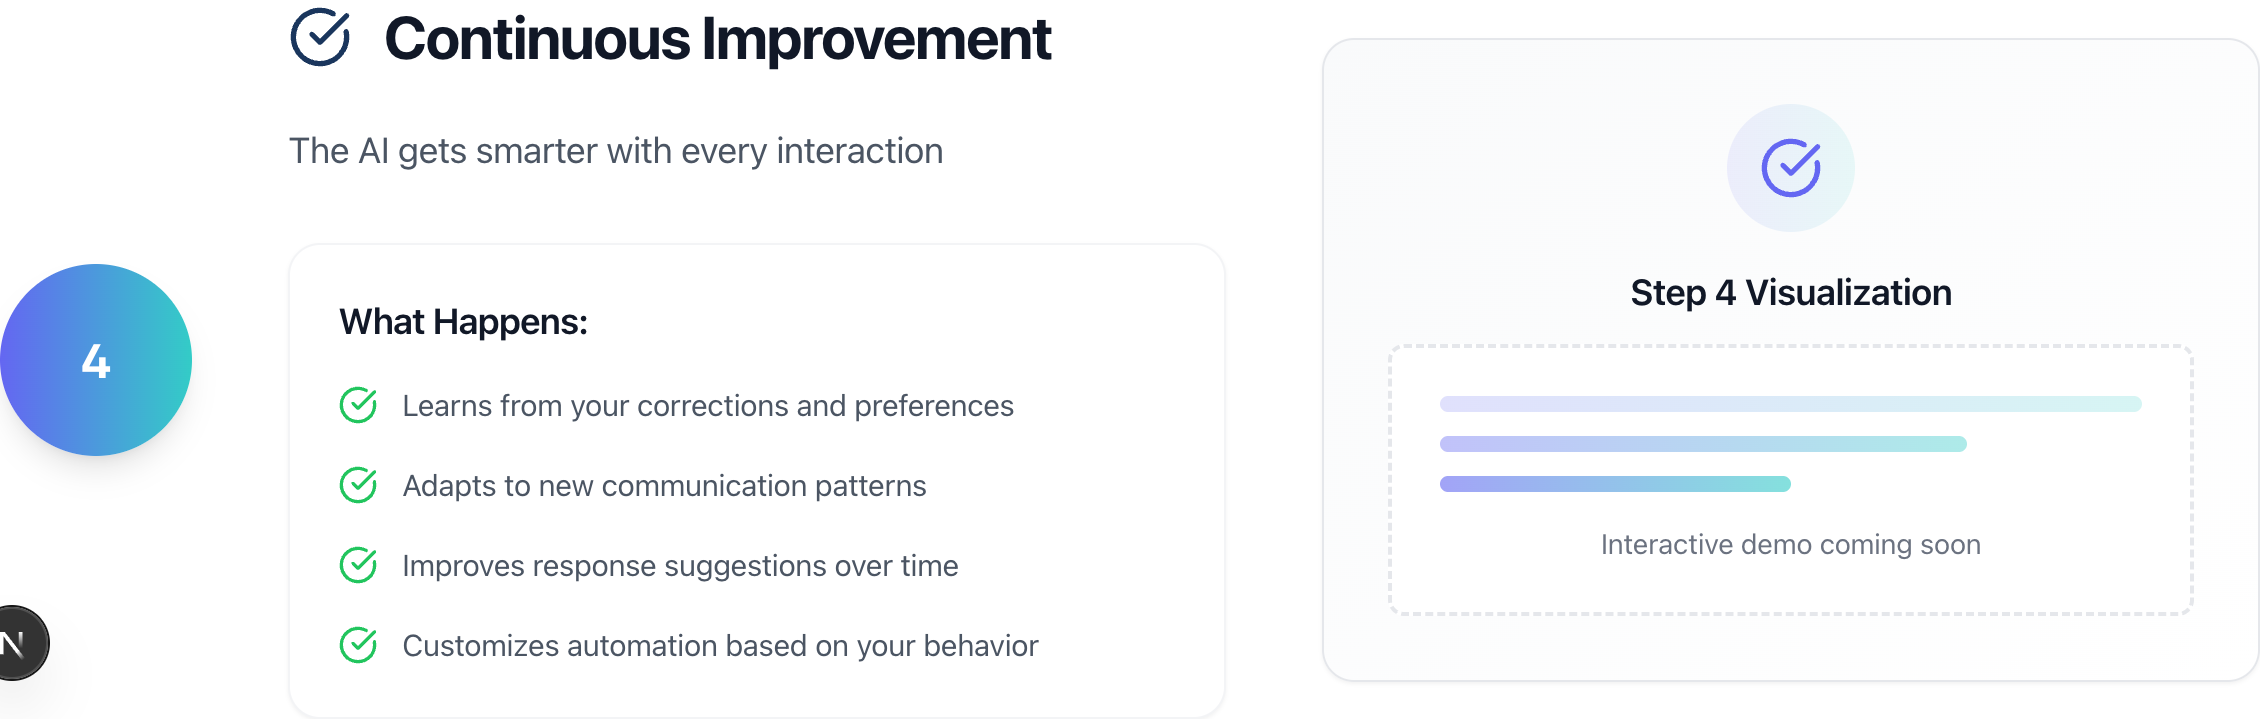 Continuous Improvement
The AI gets smarter with every interaction
4
What Happens:
Learns from your corrections and preferences
Adapts to new communication patterns
Improves response suggestions over time
Customizes automation based on your behavior
N
Step 4 Visualization
Interactive demo coming soon